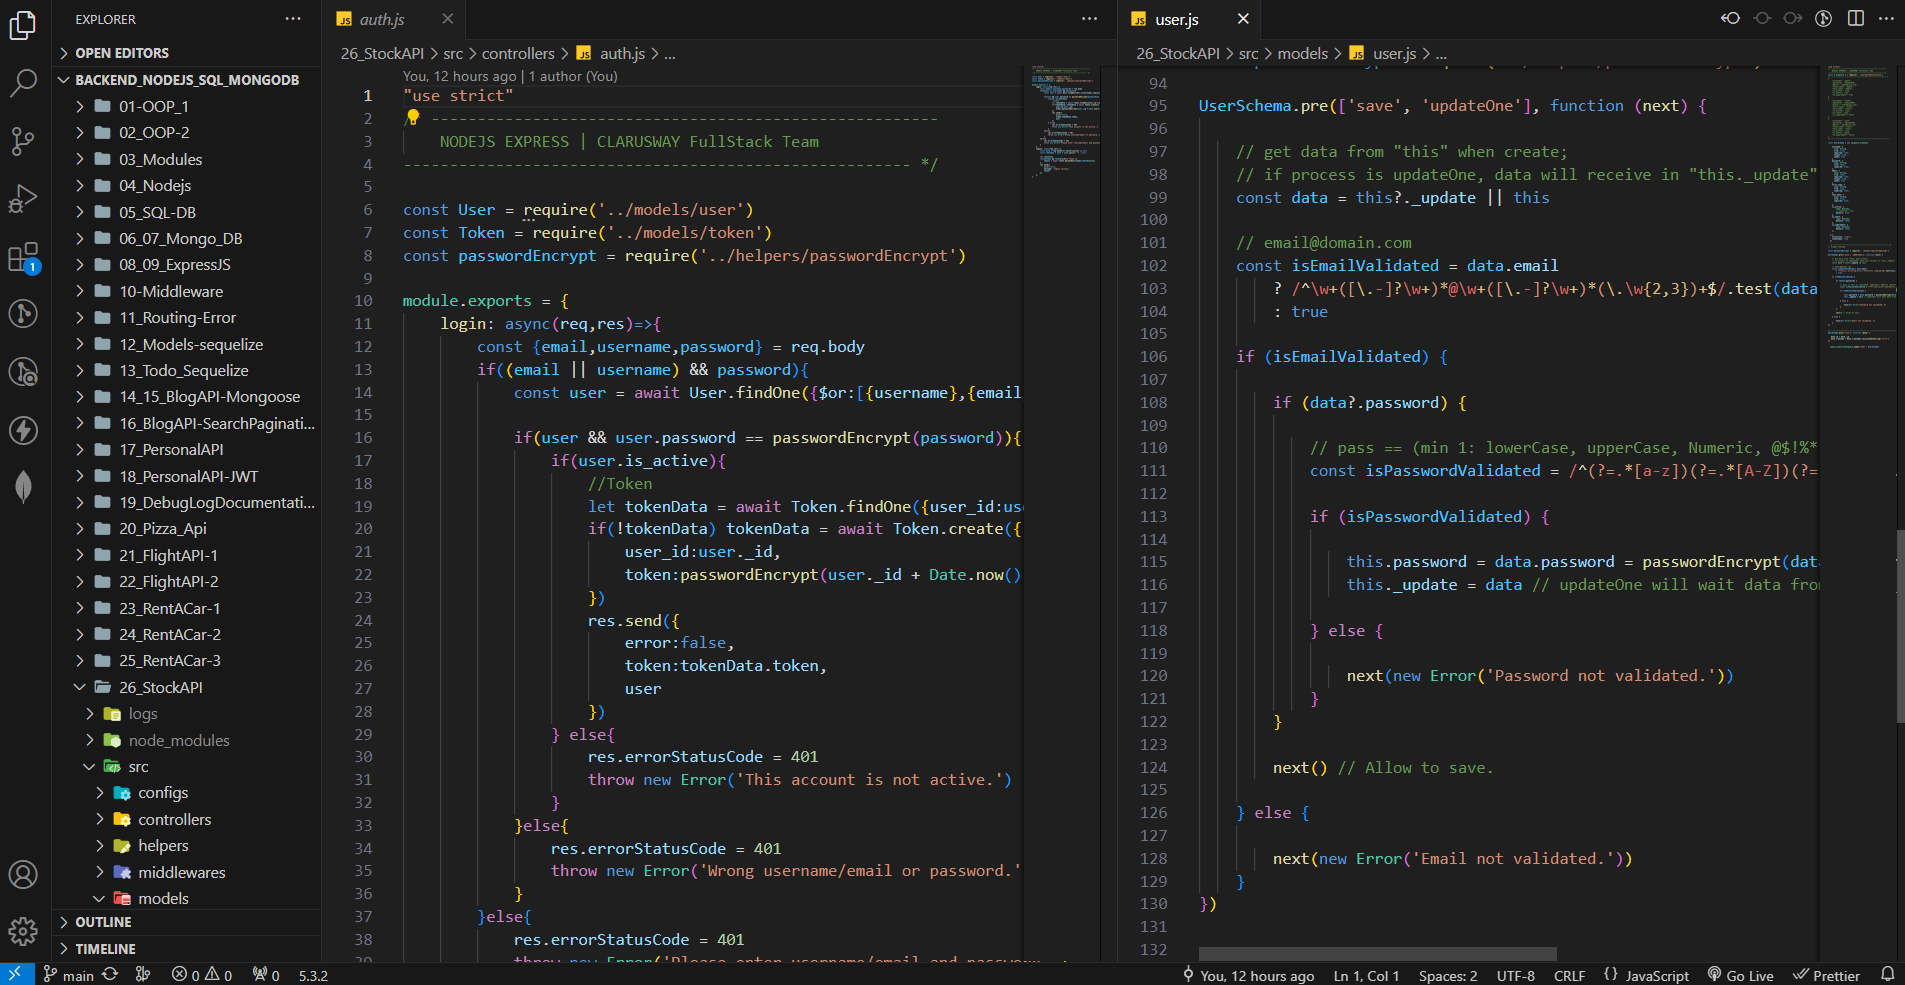 EXPLORER
OPEN EDITORS
BACKEND_NODEJS_SQL_MONGODB
01-OOP_1
02_OOP-2
03_Modules
04_Nodejs
05_SQL-DB
06_07_Mongo_DB
08_09_ExpressJS
10-Middleware
11_Routing-Error
12_Models-sequelize
13_Todo_Sequelize
14_15_BlogAPI-Mongoose
16_BlogAPI-SearchPaginati...
17_PersonalAPI
18_PersonalAPI-JWT
19_DebugLogDocumentati...
20_Pizza_Api
21_FlightAPI-1
22_FlightAPI-2
23_RentACar-1
24_RentACar-2
25_RentACar-3
26_StockAPI
logs
node_modules
src
configs
controllers
helpers
middlewares
models
OUTLINE
TIMELINE
1
JS auth.js
26_StockAPI > src > controllers > JS auth.js > ...
You, 12 hours ago | 1 author (You)
1 "use strict"
2 /* -------------------------------------------------------
3 NODEJS EXPRESS | CLARUSWAY FullStack Team
4 ------------------------------------------------------- */
5
6 const User = require('../models/user')
7 const Token = require('../models/token')
8 const passwordEncrypt = require('../helpers/passwordEncrypt')
9
10 module.exports = {
11 login: async(req,res)=>{
12 const {email,username,password} = req.body
13 if((email || username) && password){
14 const user = await User.findOne({$or:[{username},{email
15
16 if(user && user.password == passwordEncrypt(password)){
17 if(user.is_active){
18 //Token
19 let tokenData = await Token.findOne({user_id:us
20 if(!tokenData) tokenData = await Token.create({
21 user_id:user._id,
22 token:passwordEncrypt(user._id + Date.now()
23 })
24 res.send({
25 error:false,
26 token:tokenData.token,
27 user
28 })
29 } else{
30 res.errorStatusCode = 401
31 throw new Error('This account is not active.')
32 }
33 }else{
34 res.errorStatusCode = 401
35 throw new Error('Wrong username/email or password.'
36 }
37 }else{
38 res.errorStatusCode = 401
39 throw new Error('Please enter username/email and passwo
JS user.js
26_StockAPI > src > models > JS user.js > ...
94
95 UserSchema.pre(['save', 'updateOne'], function (next) {
96
97 // get data from "this" when create;
98 // if process is updateOne, data will receive in "this._update"
99 const data = this?._update || this
100
101 // email@domain.com
102 const isEmailValidated = data.email
103 ? /^\w+([\.-]?\w+)*@\w+([\.-]?\w+)*(\.\w{2,3})+$/.test(data
104 : true
105
106 if (isEmailValidated) {
107
108 if (data?.password) {
109
110 // pass == (min 1: lowerCase, upperCase, Numeric, @$!%*
111 const isPasswordValidated = /^(?=.*[a-z])(?=.*[A-Z])(?=
112
113 if (isPasswordValidated) {
114
115 this.password = data.password = passwordEncrypt(dat
116 this._update = data // updateOne will wait data fro
117
118 } else {
119
120 next(new Error('Password not validated.'))
121 }
122 }
123
124 next() // Allow to save.
125
126 } else {
127
128 next(new Error('Email not validated.'))
129 }
130 })
131
132
main 0 0 0 5.3.2
You, 12 hours ago Ln 1, Col 1 Spaces: 2 UTF-8 CRLF {} JavaScript Go Live Prettier